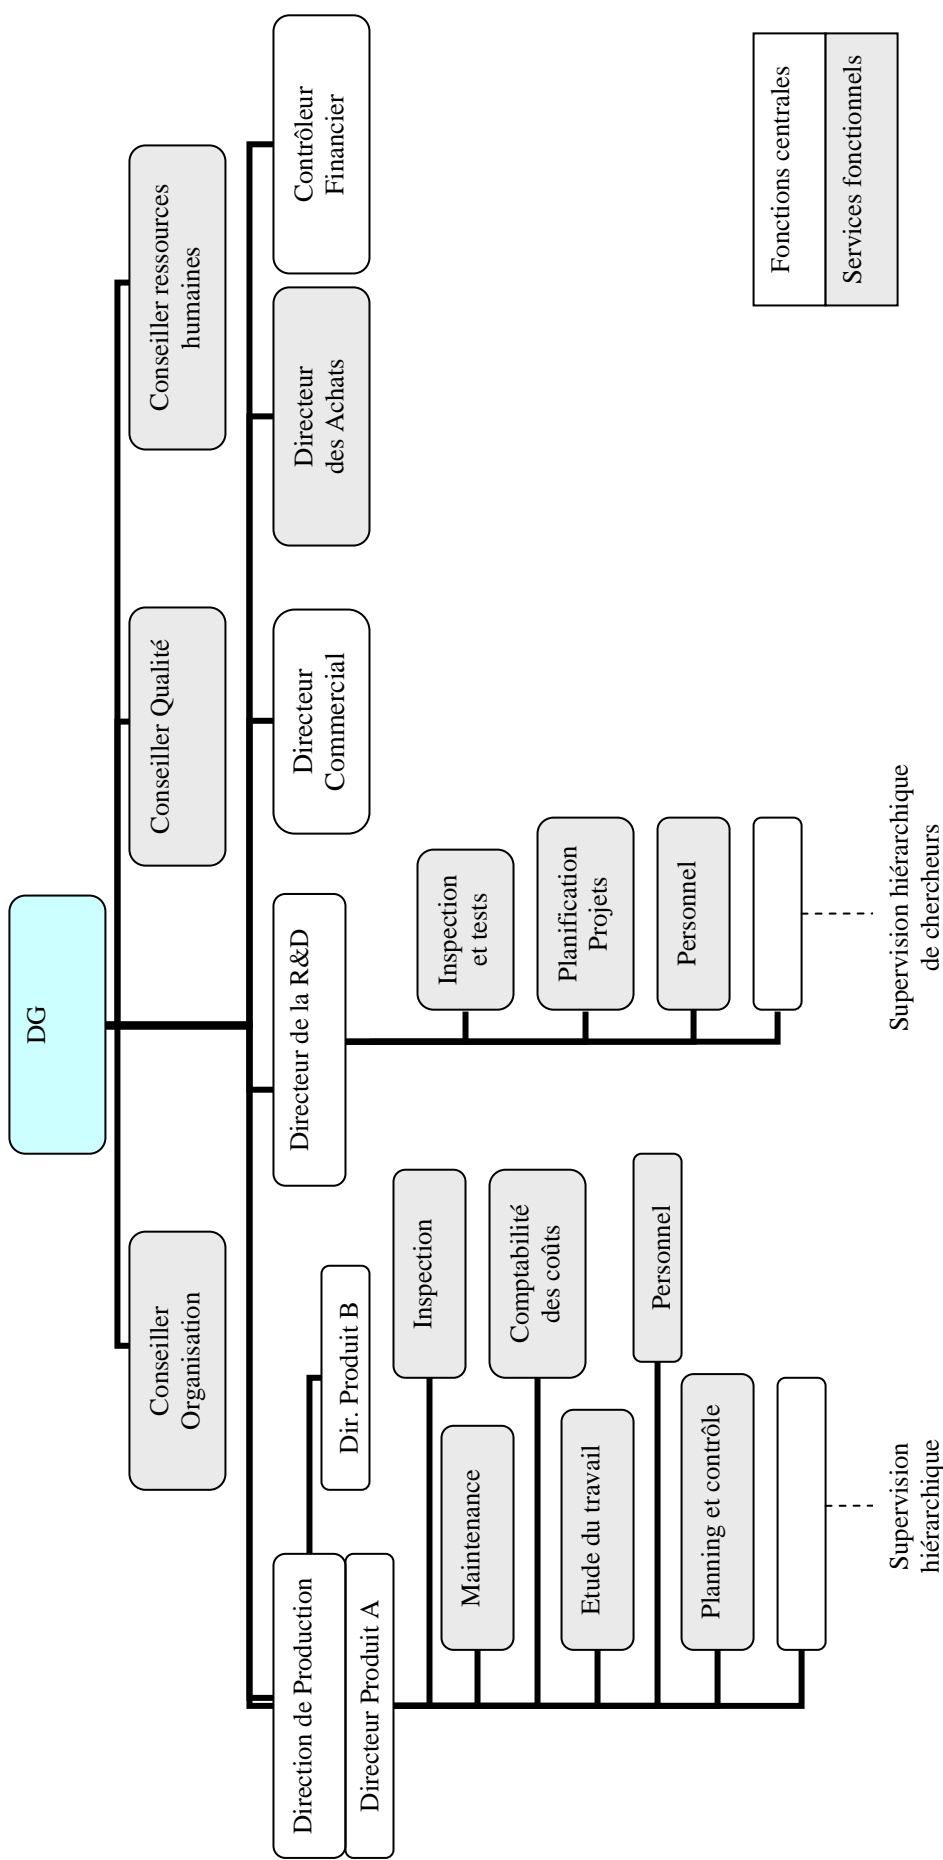 DG
Conseiller
Organisation
Conseiller Qualité
Conseiller ressources
humaines
Direction de Production
Directeur Produit A
Dir. Produit B
Directeur de la R&D
Directeur
Commercial
Directeur
des Achats
Contrôleur
Financier
Inspection
Maintenance
Comptabilité
des coûts
Etude du travail
Personnel
Planning et contrôle
Supervision
hiérarchique
Inspection
et tests
Planification
Projets
Personnel
Supervision hiérarchique
de chercheurs
Fonctions centrales
Services fonctionnels